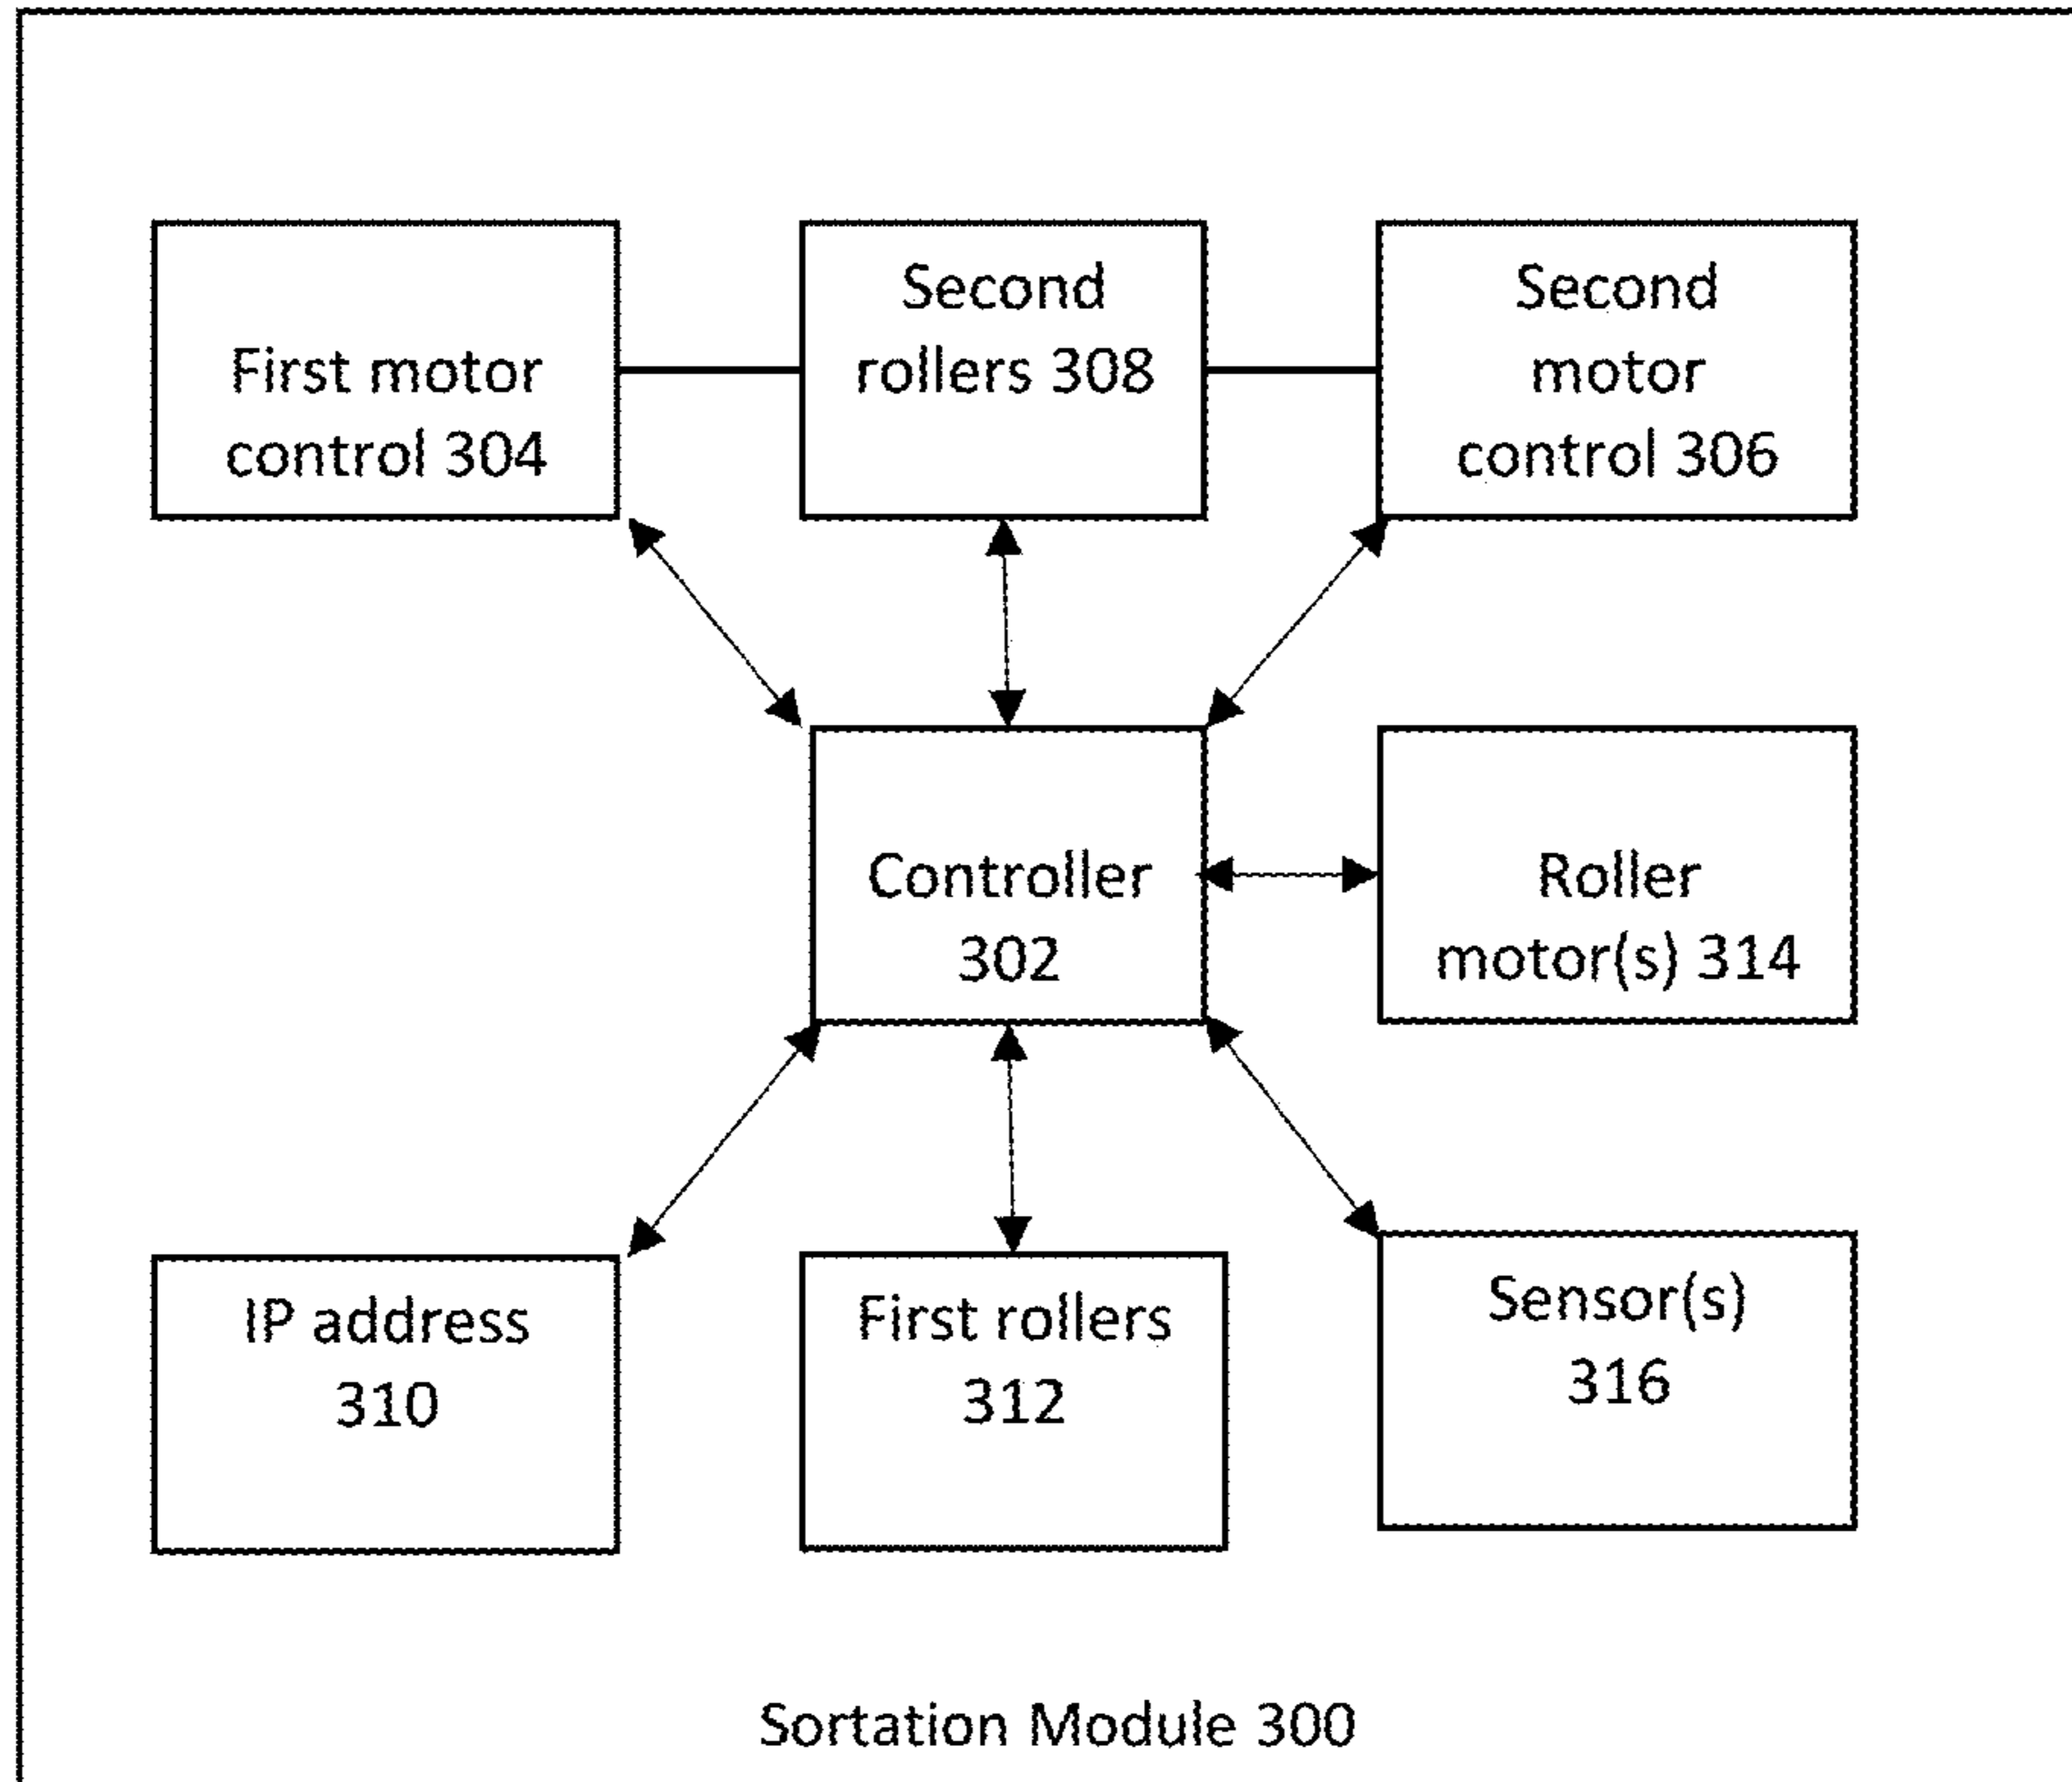 First motor
control 304
Second
rollers 308
Second
motor
control 306
Controller
302
Roller
motor(s) 314
IP address
310
First rollers
312
Sensor(s)
316
Sortation Module 300